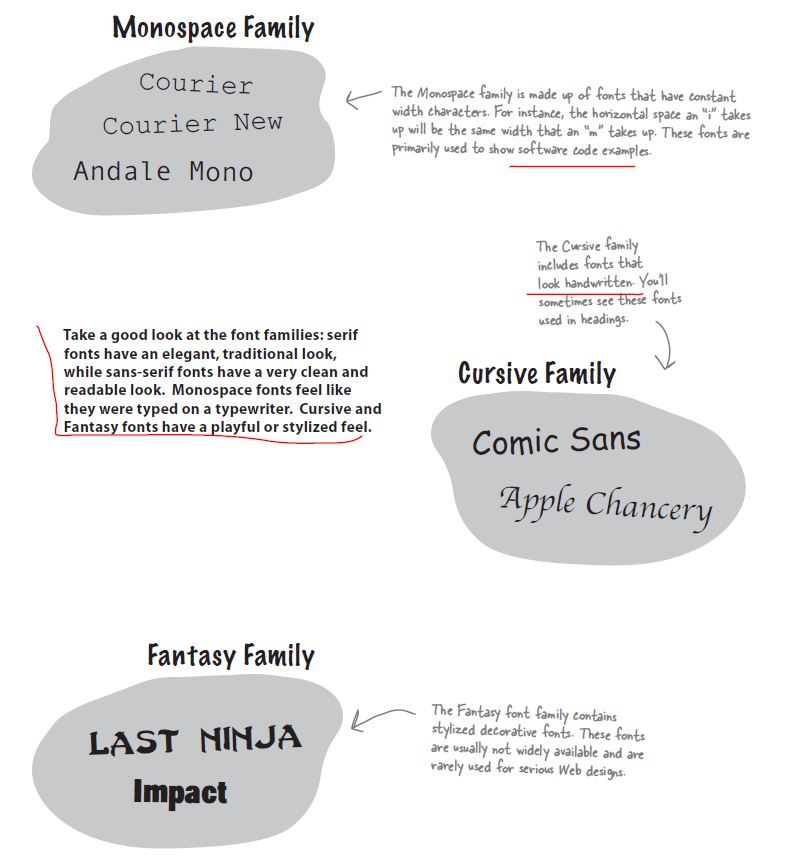 Monospace Family
Courier
Courier New
Andale Mono
The Monospace family is made up of fonts that have constant
width characters. For instance, the horizontal space an “i” takes
up will be the same width that an “m” takes up. These fonts are
primarily used to show software code examples.
The Cursive family
includes fonts that
look handwritten. You’ll
sometimes see these fonts
used in headings.
Take a good look at the font families: serif
fonts have an elegant, traditional look,
while sans-serif fonts have a very clean and
readable look. Monospace fonts feel like
they were typed on a typewriter. Cursive and
Fantasy fonts have a playful or stylized feel.
Cursive Family
Comic Sans
Apple Chancery
Fantasy Family
LAST NINJA
Impact
The Fantasy font family contains
stylized decorative fonts. These fonts
are usually not widely available and are
rarely used for serious Web designs.